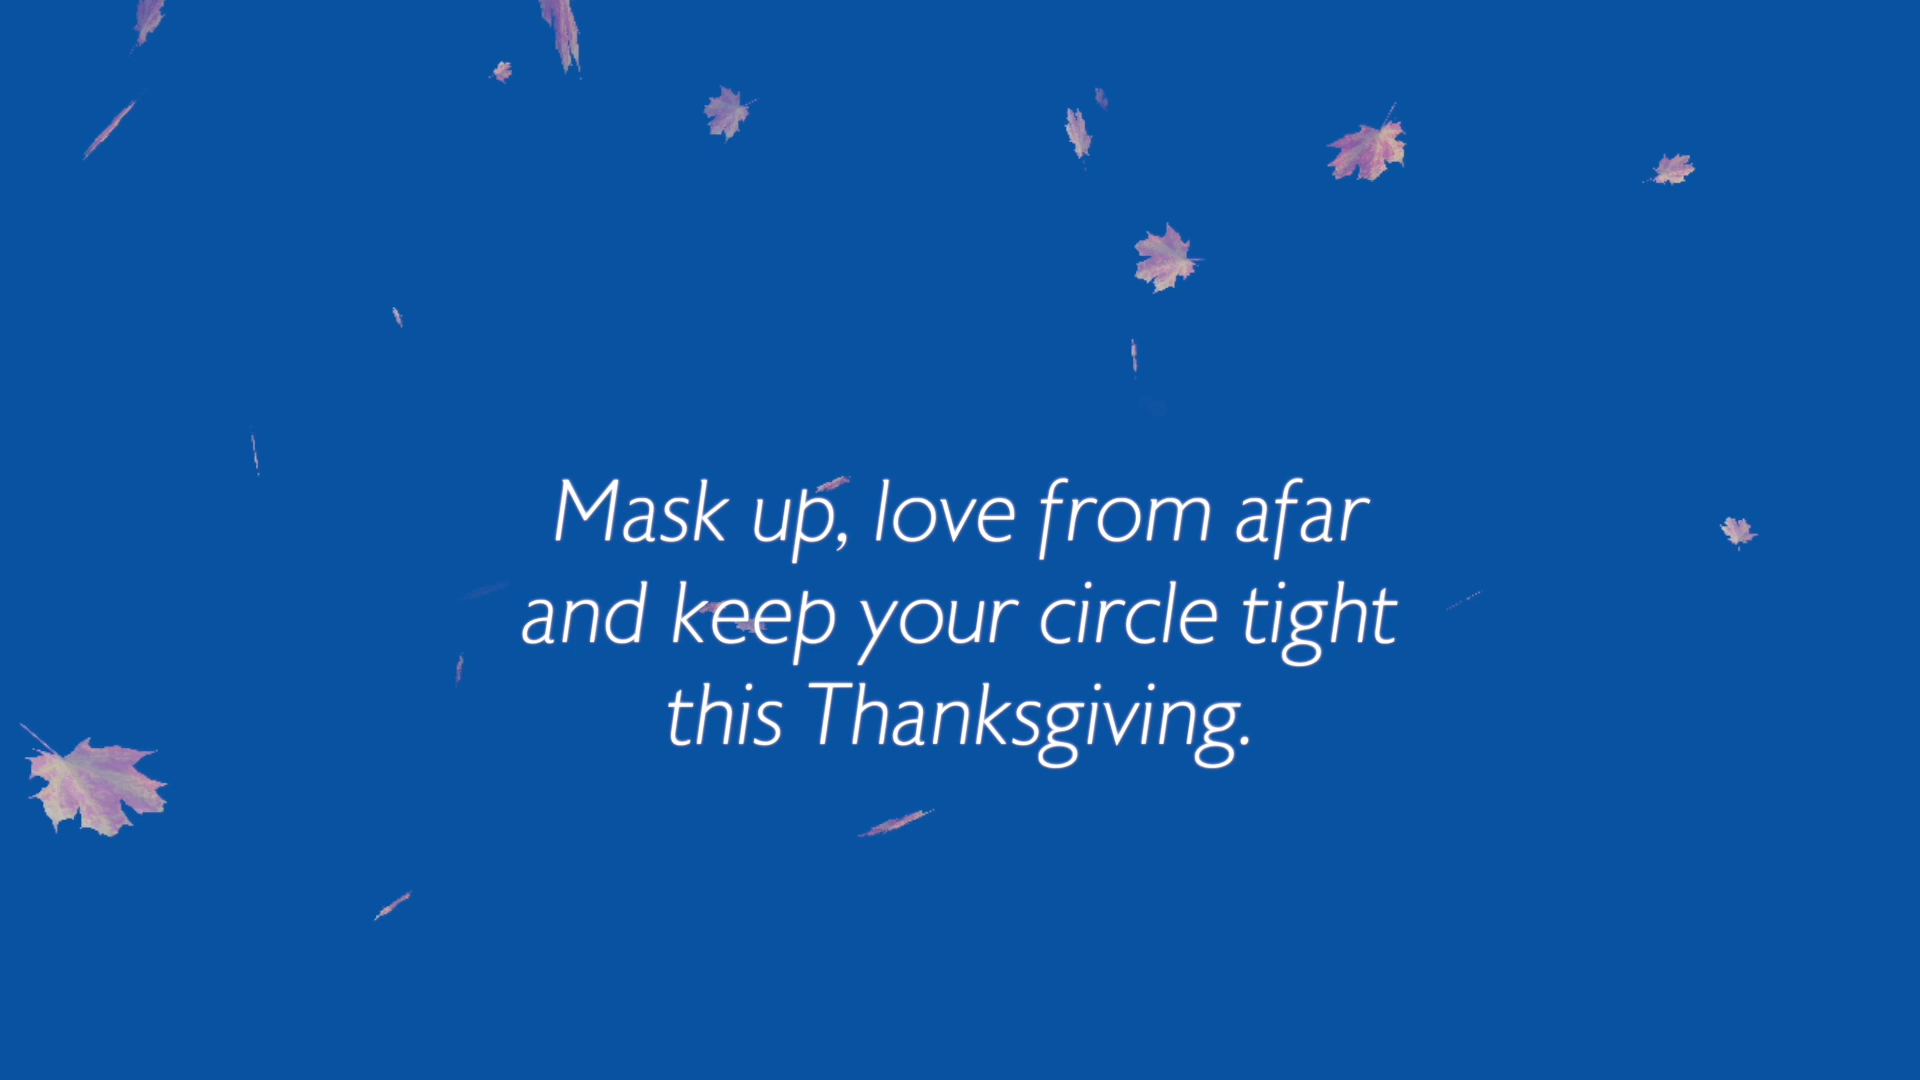 Mask up, love from afar
and keep your circle tight
this Thanksgiving.